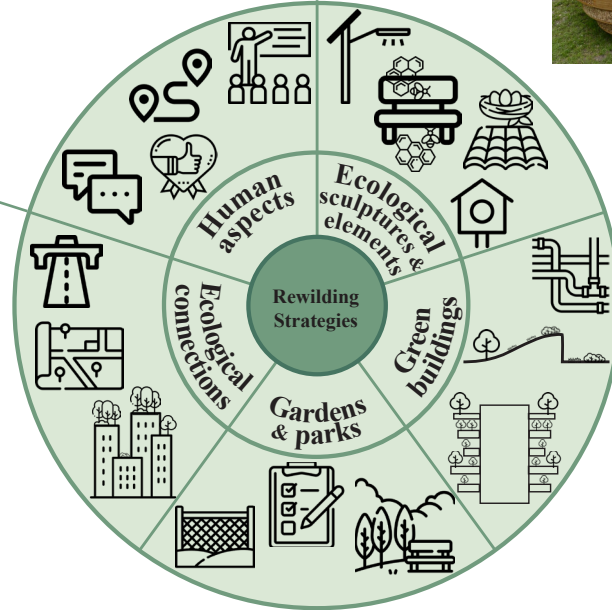 Rewilding
Strategies
Human
aspects
Ecological
sculptures &
elements
Green
buildings
Gardens
& parks
Ecological
connections